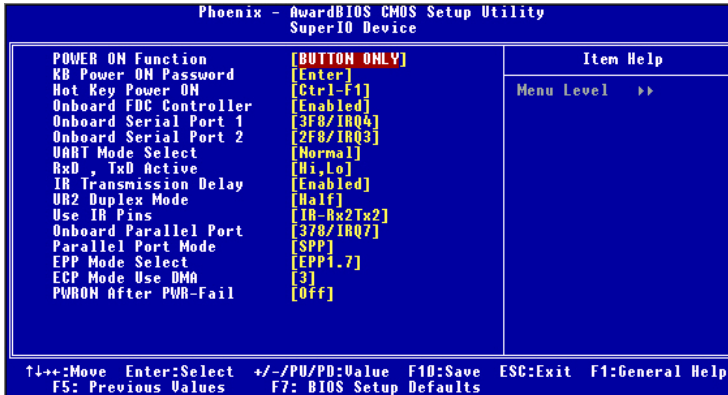 Phoenix - AwardBIOS CMOS Setup Utility
SuperIO Device
POWER ON Function [BUTTON ONLY]
KB Power ON Password [Enter]
Hot Key Power ON [Ctrl-F1]
Onboard FDC Controller [Enabled]
Onboard Serial Port 1 [3F8/IRQ4]
Onboard Serial Port 2 [2F8/IRQ3]
UART Mode Select [Normal]
RxD , TxD Active [Hi,Lo]
IR Transmission Delay [Enabled]
UR2 Duplex Mode [Half]
Use IR Pins [IR-Rx2Tx2]
Onboard Parallel Port [378/IRQ7]
Parallel Port Mode [SPP]
EPP Mode Select [EPP1.7]
ECP Mode Use DMA [3]
PWRON After PWR-Fail [Off]
Item Help
Menu Level ►►
↑↓→←:Move Enter:Select +/-/PU/PD:Value F10:Save ESC:Exit F1:General Help
F5: Previous Values F7: BIOS Setup Defaults